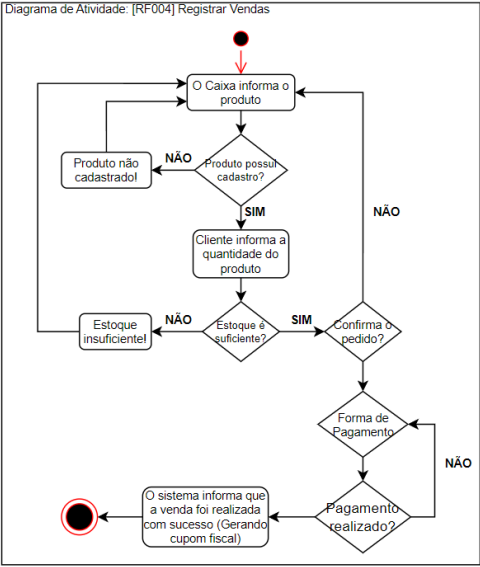 Diagrama de Atividade: [RF004] Registrar Vendas
O Caixa informa o
produto
Produto não
cadastrado!
NÃO
Produto possui
cadastro?
SIM
NÃO
Cliente informa a
quantidade do
produto
Estoque
insuficiente!
NÃO
Estoque é
suficiente?
SIM
Confirma o
pedido?
Forma de
Pagamento
NÃO
O sistema informa que
a venda foi realizada
com sucesso (Gerando
cupom fiscal)
Pagamento
realizado?